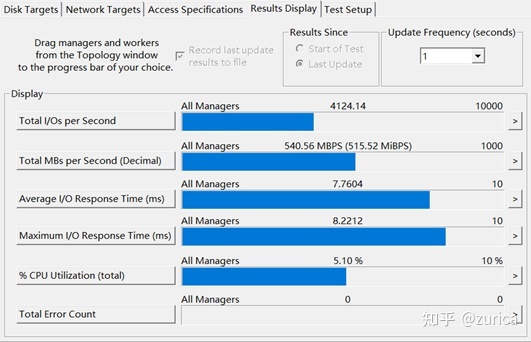 Disk Targets Network Targets Access Specifications Results Display Test Setup
Drag managers and workers
from the Topology window
to the progress bar of your choice.
Record last update
results to file
Results Since
Start of Test
Last Update
Update Frequency (seconds)
1
Display
All Managers 4124.14 10000
Total I/Os per Second >
All Managers 540.56 MBPS (515.52 MiBPS) 1000
Total MBs per Second (Decimal) >
All Managers 7.7604 10
Average I/O Response Time (ms) >
All Managers 8.2212 10
Maximum I/O Response Time (ms) >
All Managers 5.10 % 10 %
% CPU Utilization (total) >
All Managers 0 0
Total Error Count >
知乎 @zurica